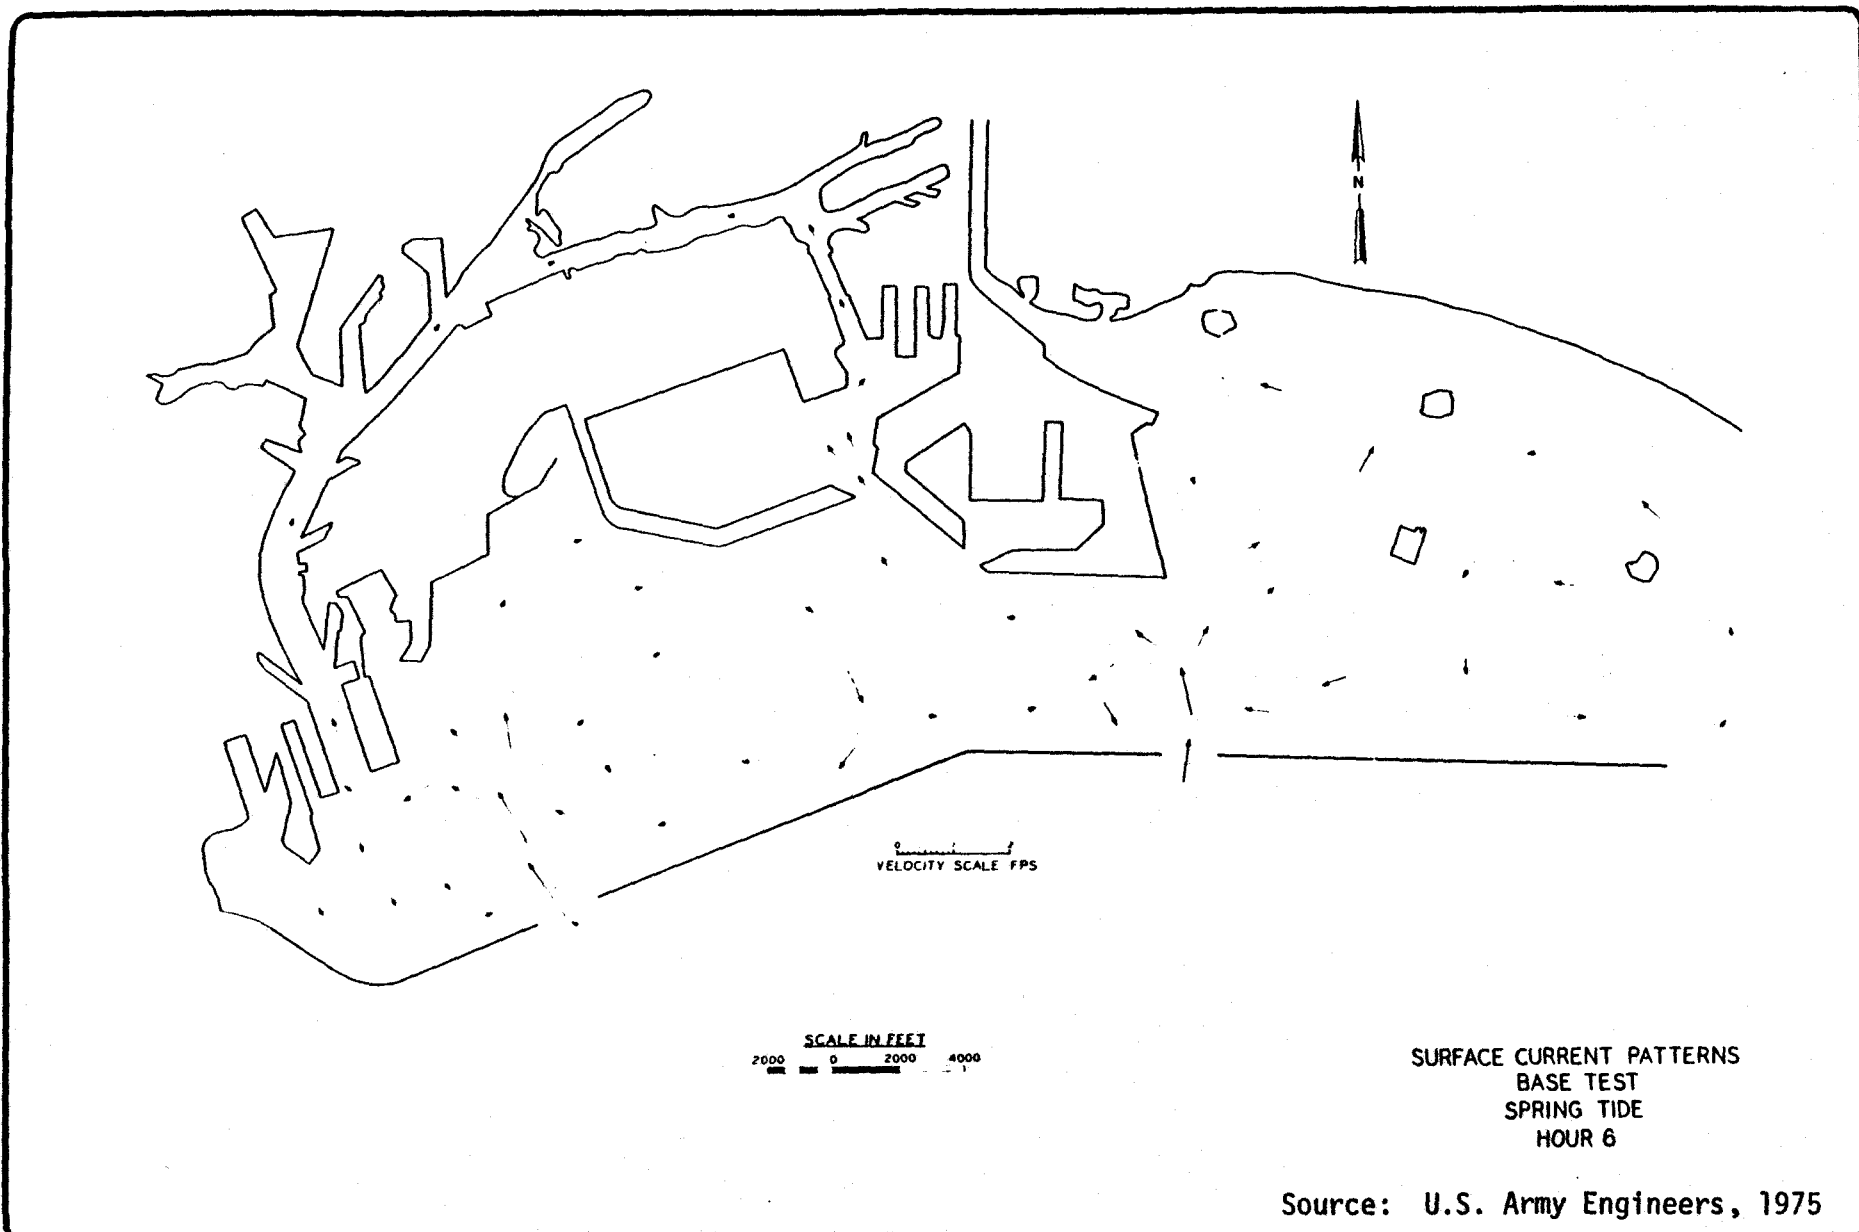 N
VELOCITY SCALE FPS
SCALE IN FEET
2000 0 2000 4000
SURFACE CURRENT PATTERNS
BASE TEST
SPRING TIDE
HOUR 6
Source: U.S. Army Engineers, 1975